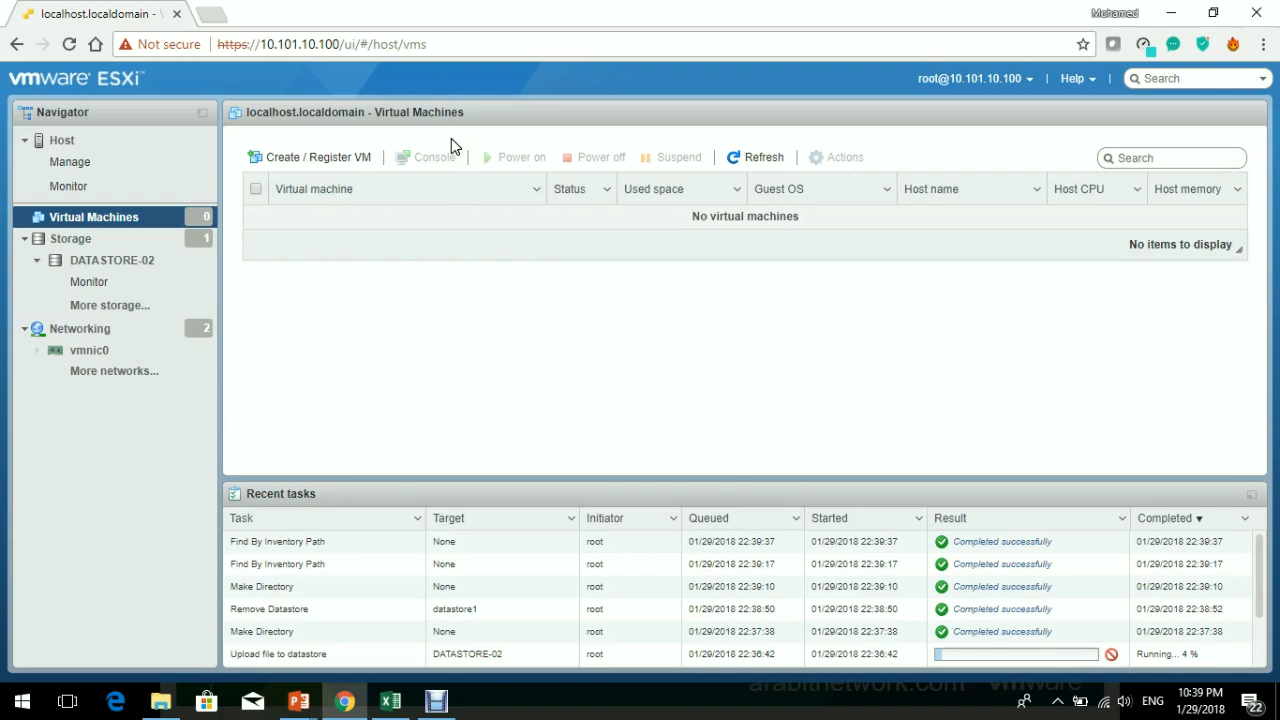 localhost.localdomain -
Mohamed
Not secure https://10.101.10.100/ui/#/host/vms
vmware ESXi™
root@10.101.10.100 Help Search
Navigator
Host
Manage
Monitor
Virtual Machines 0
Storage 1
DATASTORE-02
Monitor
More storage...
Networking 2
vmnic0
More networks...
localhost.localdomain - Virtual Machines
Create / Register VM Console Power on Power off Suspend Refresh Actions Search
Virtual machine Status Used space Guest OS Host name Host CPU Host memory
No virtual machines
No items to display
Recent tasks
Task Target Initiator Queued Started Result Completed ▼
Find By Inventory Path None root 01/29/2018 22:39:37 01/29/2018 22:39:37 Completed successfully 01/29/2018 22:39:37
Find By Inventory Path None root 01/29/2018 22:39:17 01/29/2018 22:39:17 Completed successfully 01/29/2018 22:39:17
Make Directory None root 01/29/2018 22:39:10 01/29/2018 22:39:10 Completed successfully 01/29/2018 22:39:10
Remove Datastore datastore1 root 01/29/2018 22:38:50 01/29/2018 22:38:50 Completed successfully 01/29/2018 22:38:52
Make Directory None root 01/29/2018 22:37:38 01/29/2018 22:37:38 Completed successfully 01/29/2018 22:37:38
Upload file to datastore DATASTORE-02 root 01/29/2018 22:36:42 01/29/2018 22:36:42 Running... 4 %
arabitnetwork.com vmware
ENG
10:39 PM
1/29/2018
22